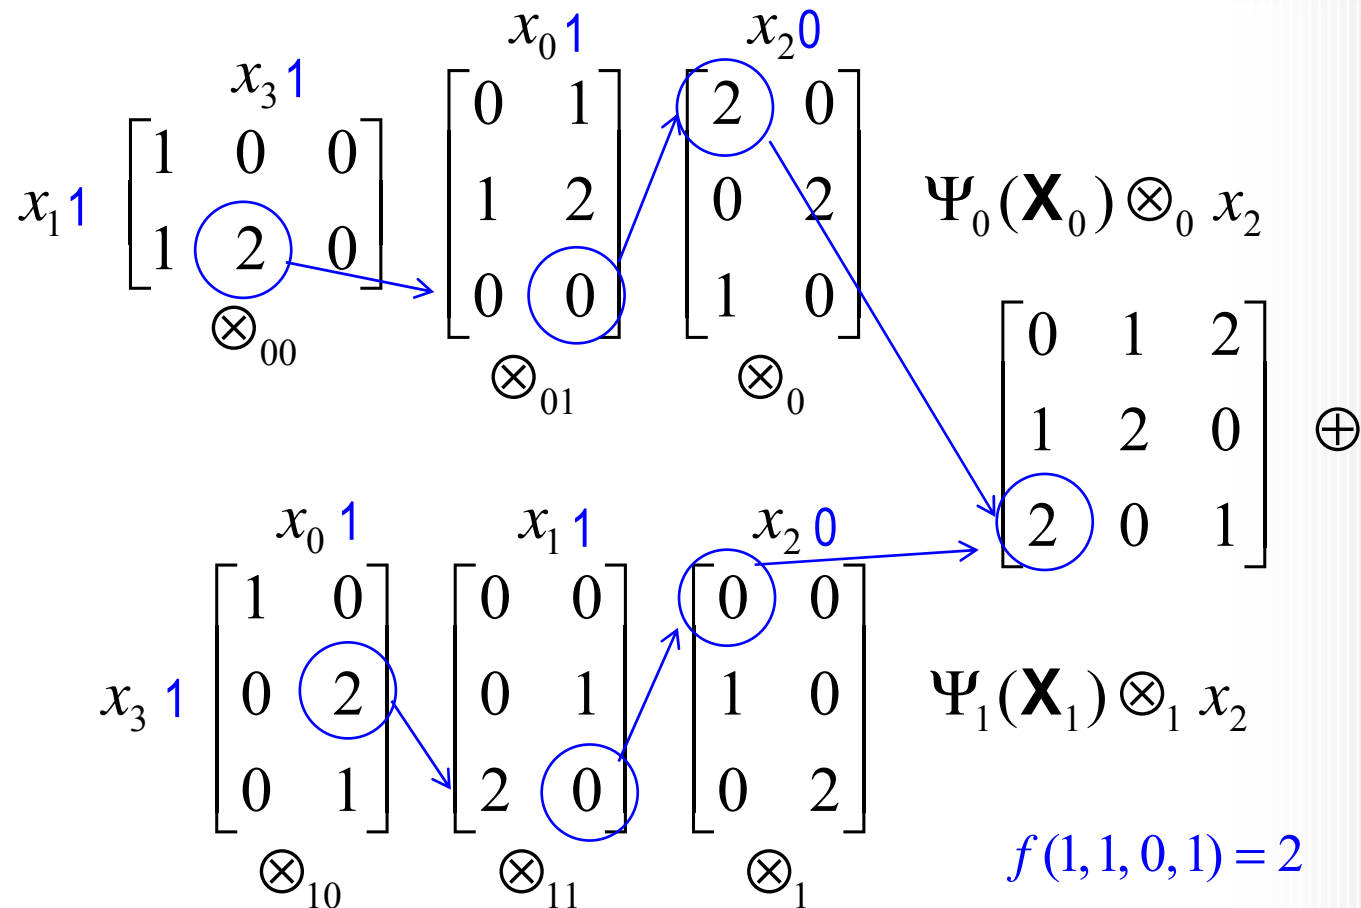 x₃ 1
x₁ 1
[1 0 0]
[1 2 0]
⊗₀₀
x₀ 1
[0 1]
[1 2]
[0 0]
⊗₀₁
x₂ 0
[2 0]
[0 2]
[1 0]
⊗₀
Ψ₀(X₀) ⊗₀ x₂
[0 1 2]
[1 2 0]
[2 0 1]
⊕
x₀ 1
x₃ 1
[1 0]
[0 2]
[0 1]
⊗₁₀
x₁ 1
[0 0]
[0 1]
[2 0]
⊗₁₁
x₂ 0
[0 0]
[1 0]
[0 2]
⊗₁
Ψ₁(X₁) ⊗₁ x₂
f(1, 1, 0, 1) = 2